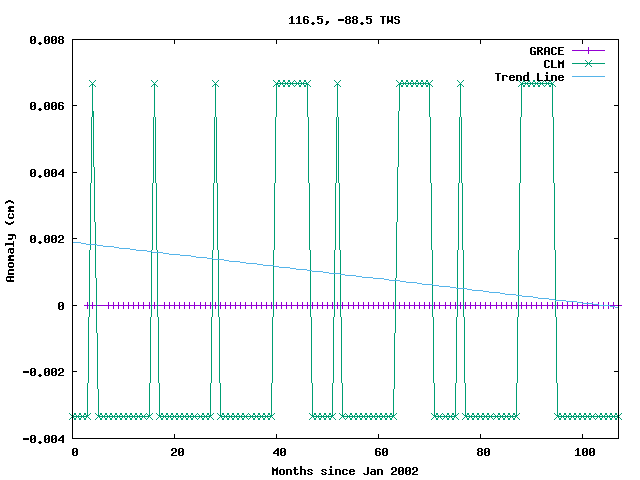 116.5, -88.5 TWS
0.008
0.006
0.004
0.002
0
-0.002
-0.004
Anomaly (cm)
GRACE
CLM
Trend Line
0 20 40 60 80 100
Months since Jan 2002